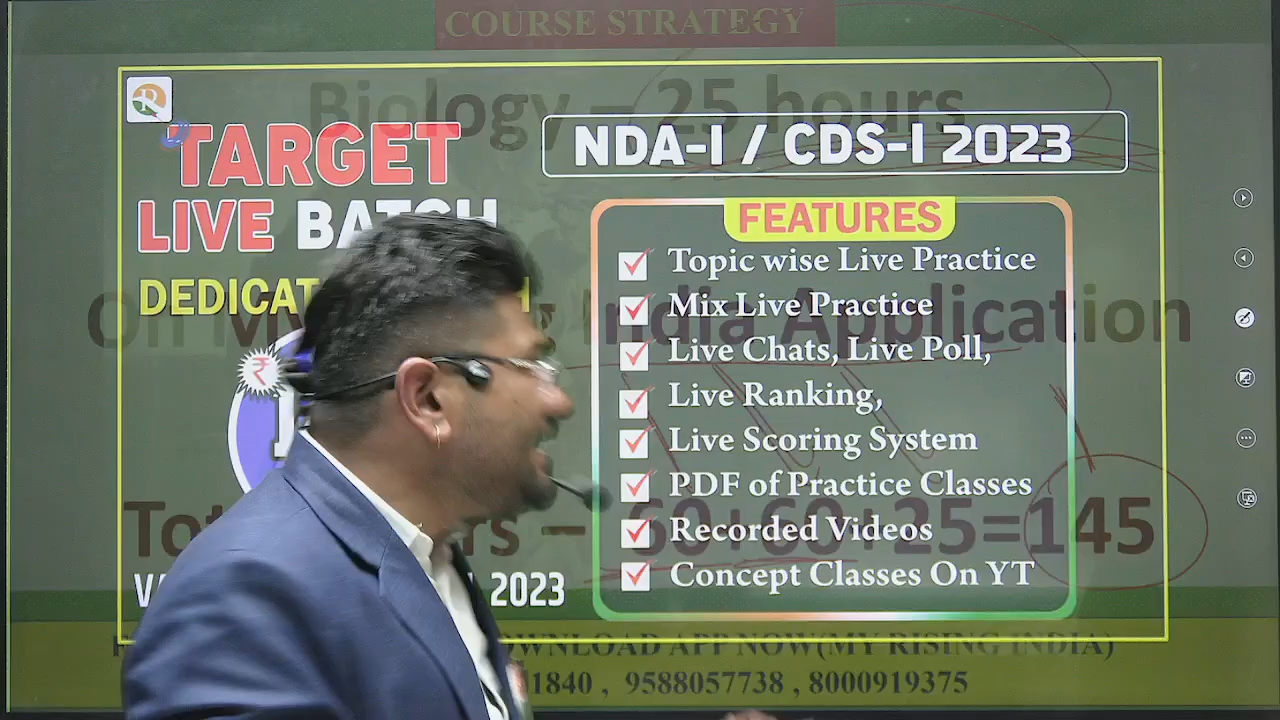 COURSE STRATEGY
Biology – 25 hours
TARGET
LIVE BATCH
NDA-I / CDS-I 2023
FEATURES
Topic wise Live Practice
Mix Live Practice
Live Chats, Live Poll,
Live Ranking,
Live Scoring System
PDF of Practice Classes
Recorded Videos
Concept Classes On YT
India Application
60+60+25=145
2023
DOWNLOAD APP NOW(MY RISING INDIA)
1840 , 9588057738 , 8000919375